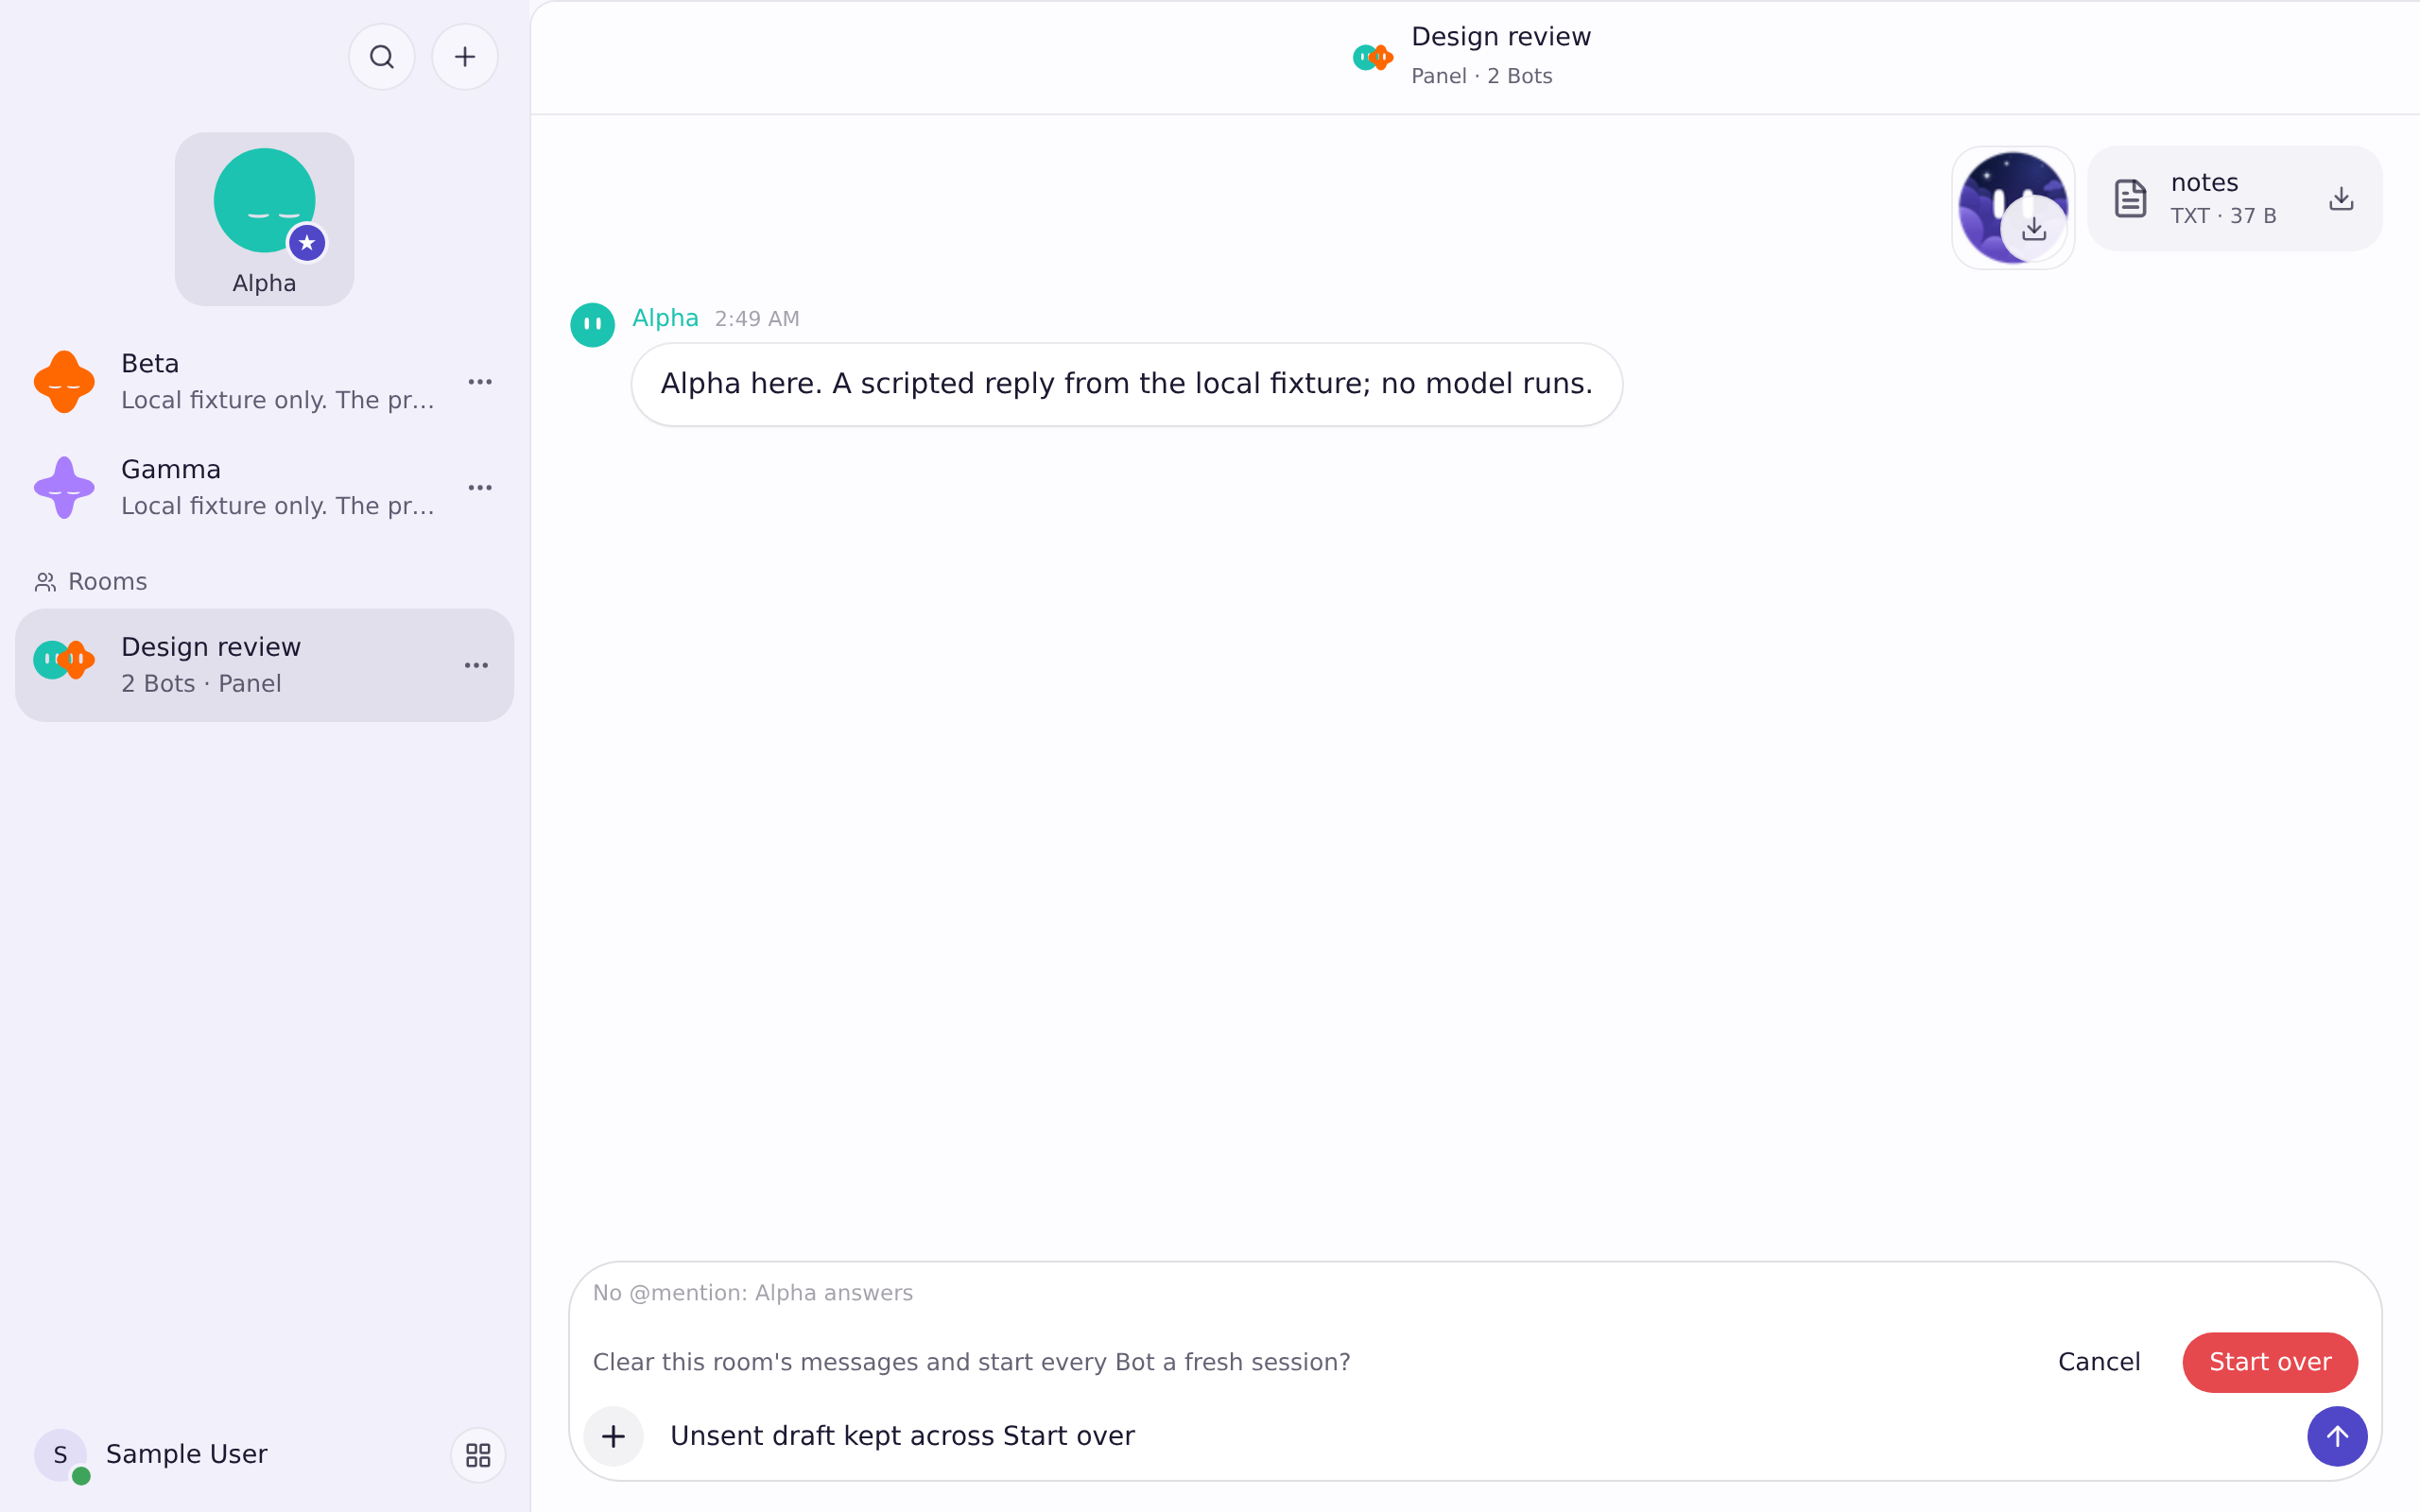 Alpha
Beta
Local fixture only. The pr...
Gamma
Local fixture only. The pr...
Rooms
Design review
2 Bots · Panel
S
Sample User
Design review
Panel · 2 Bots
notes
TXT · 37 B
Alpha 2:49 AM
Alpha here. A scripted reply from the local fixture; no model runs.
No @mention: Alpha answers
Clear this room's messages and start every Bot a fresh session?
Cancel
Start over
Unsent draft kept across Start over